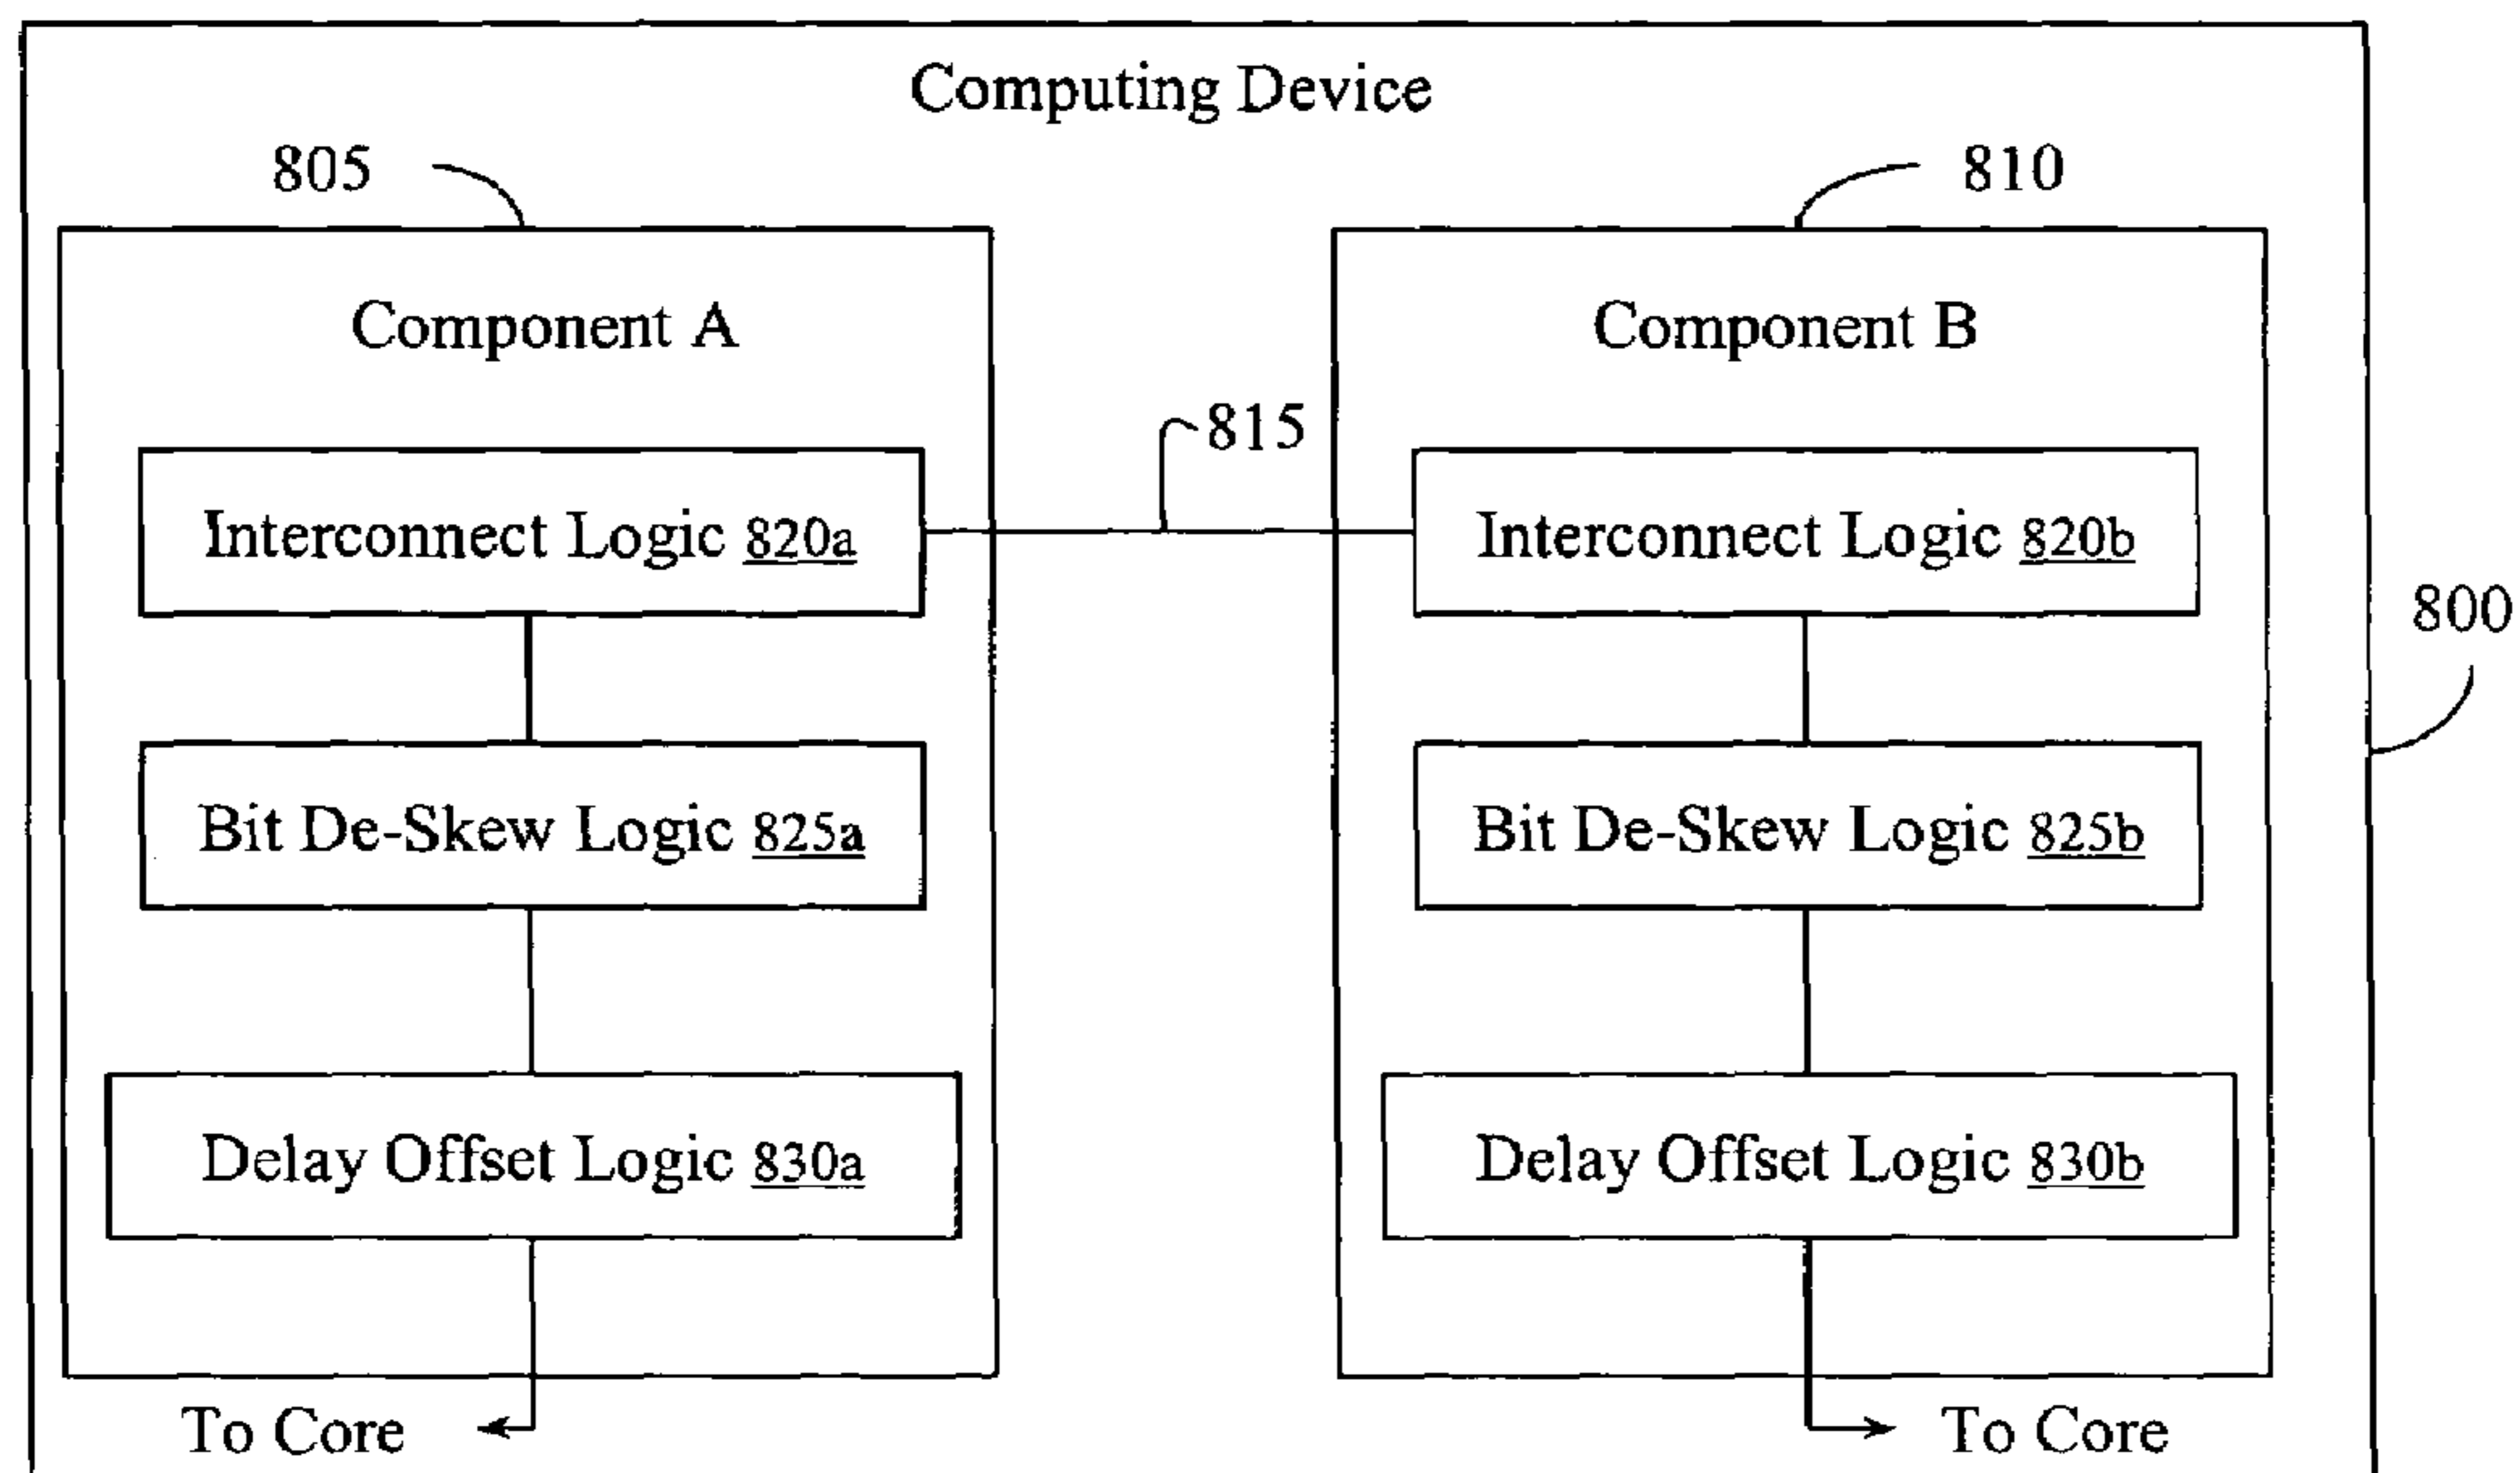 Computing Device
805
810
Component A
Component B
815
Interconnect Logic 820a
Interconnect Logic 820b
800
Bit De-Skew Logic 825a
Bit De-Skew Logic 825b
Delay Offset Logic 830a
Delay Offset Logic 830b
To Core
To Core